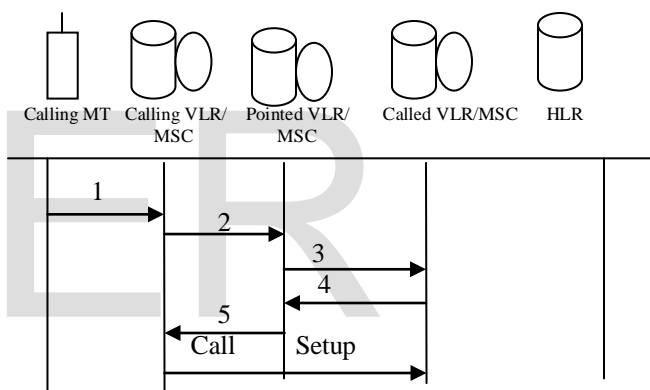 Calling MT
Calling VLR/
MSC
Pointed VLR/
MSC
Called VLR/MSC
HLR
1
2
3
4
5
Call Setup
ER